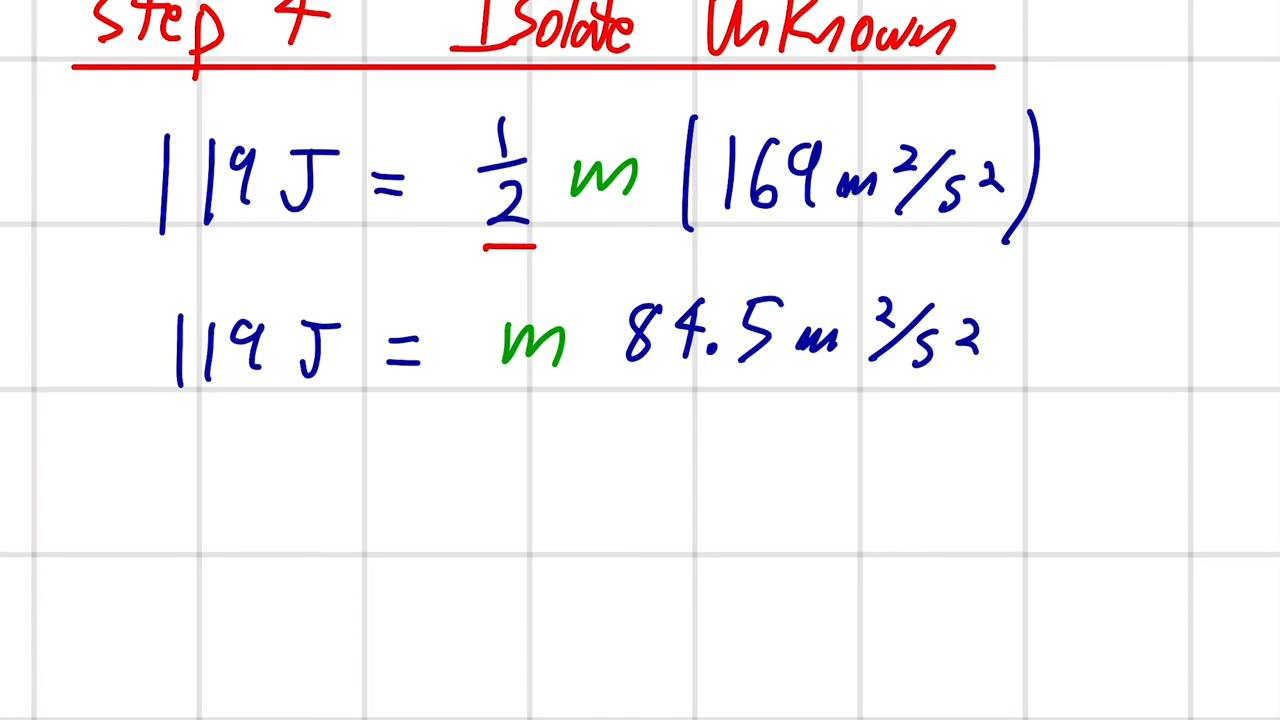 Step 4 Isolate Unknown
119 J = 1/2 m (169 m²/s²)
119 J = m 84.5 m²/s²